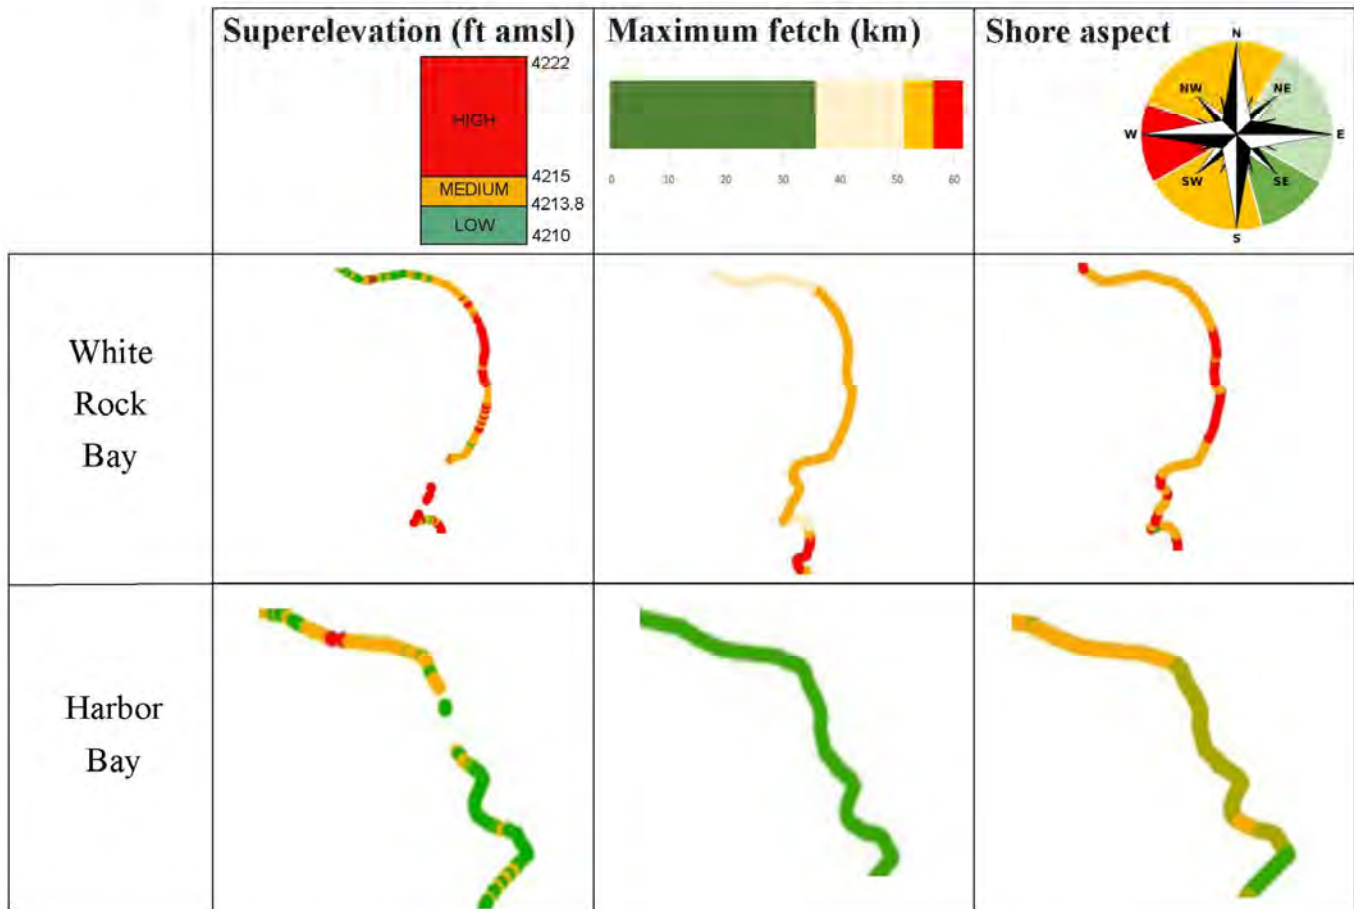 Superelevation (ft amsl)
4222
HIGH
4215
MEDIUM
4213.8
LOW
4210
Maximum fetch (km)
0 10 20 30 40 50 60
Shore aspect
N
NW NE
W E
SW SE
S
White
Rock
Bay
Harbor
Bay